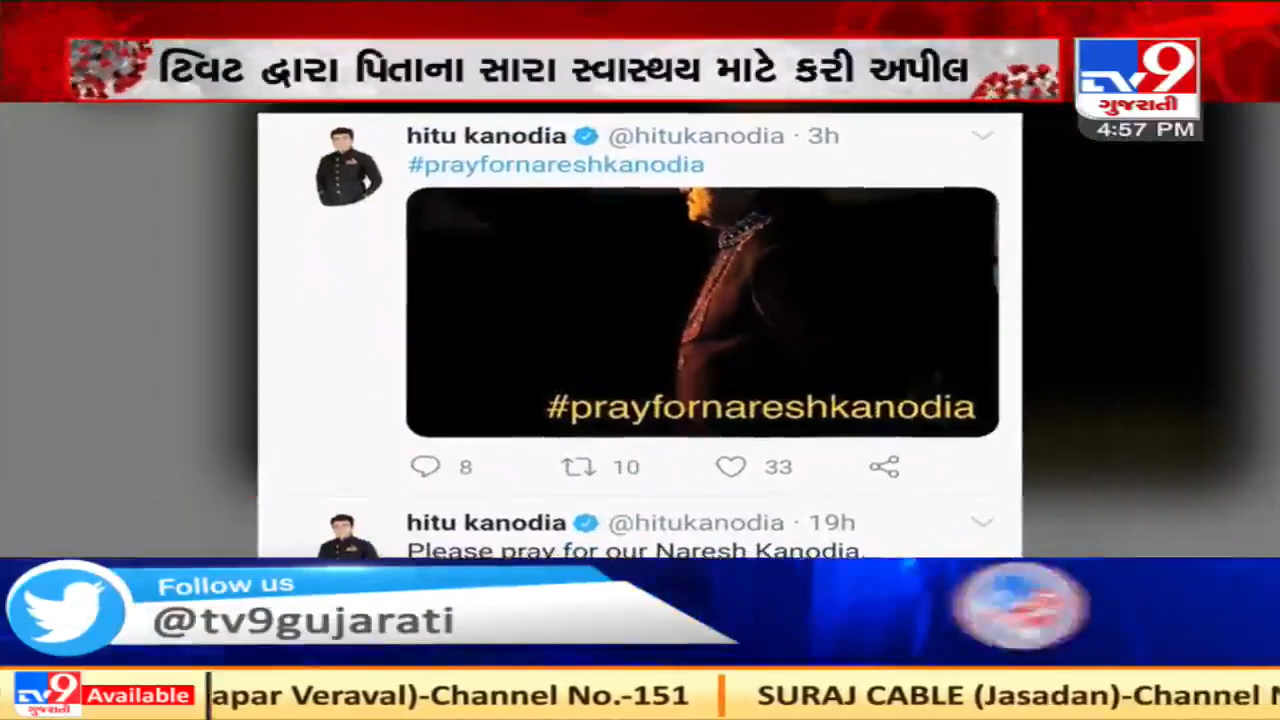 ટ્વિટ દ્વારા પિતાના સારા સ્વાસ્થય માટે કરી અપીલ
TV9
ગુજરાતી
4:57 PM
hitu kanodia @hitukanodia · 3h
#prayfornareshkanodia
#prayfornareshkanodia
8 10 33
hitu kanodia @hitukanodia · 19h
Please pray for our Naresh Kanodia.
Follow us
@tv9gujarati
TV9
ગુજરાતી
Available
apar Veraval)-Channel No.-151 | SURAJ CABLE (Jasadan)-Channel N